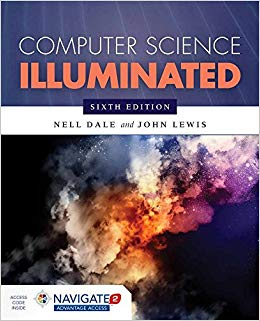 COMPUTER SCIENCE
ILLUMINATED
SIXTH EDITION
NELL DALE and JOHN LEWIS
ACCESS
CODE
INSIDE
NAVIGATE 2
ADVANTAGE ACCESS